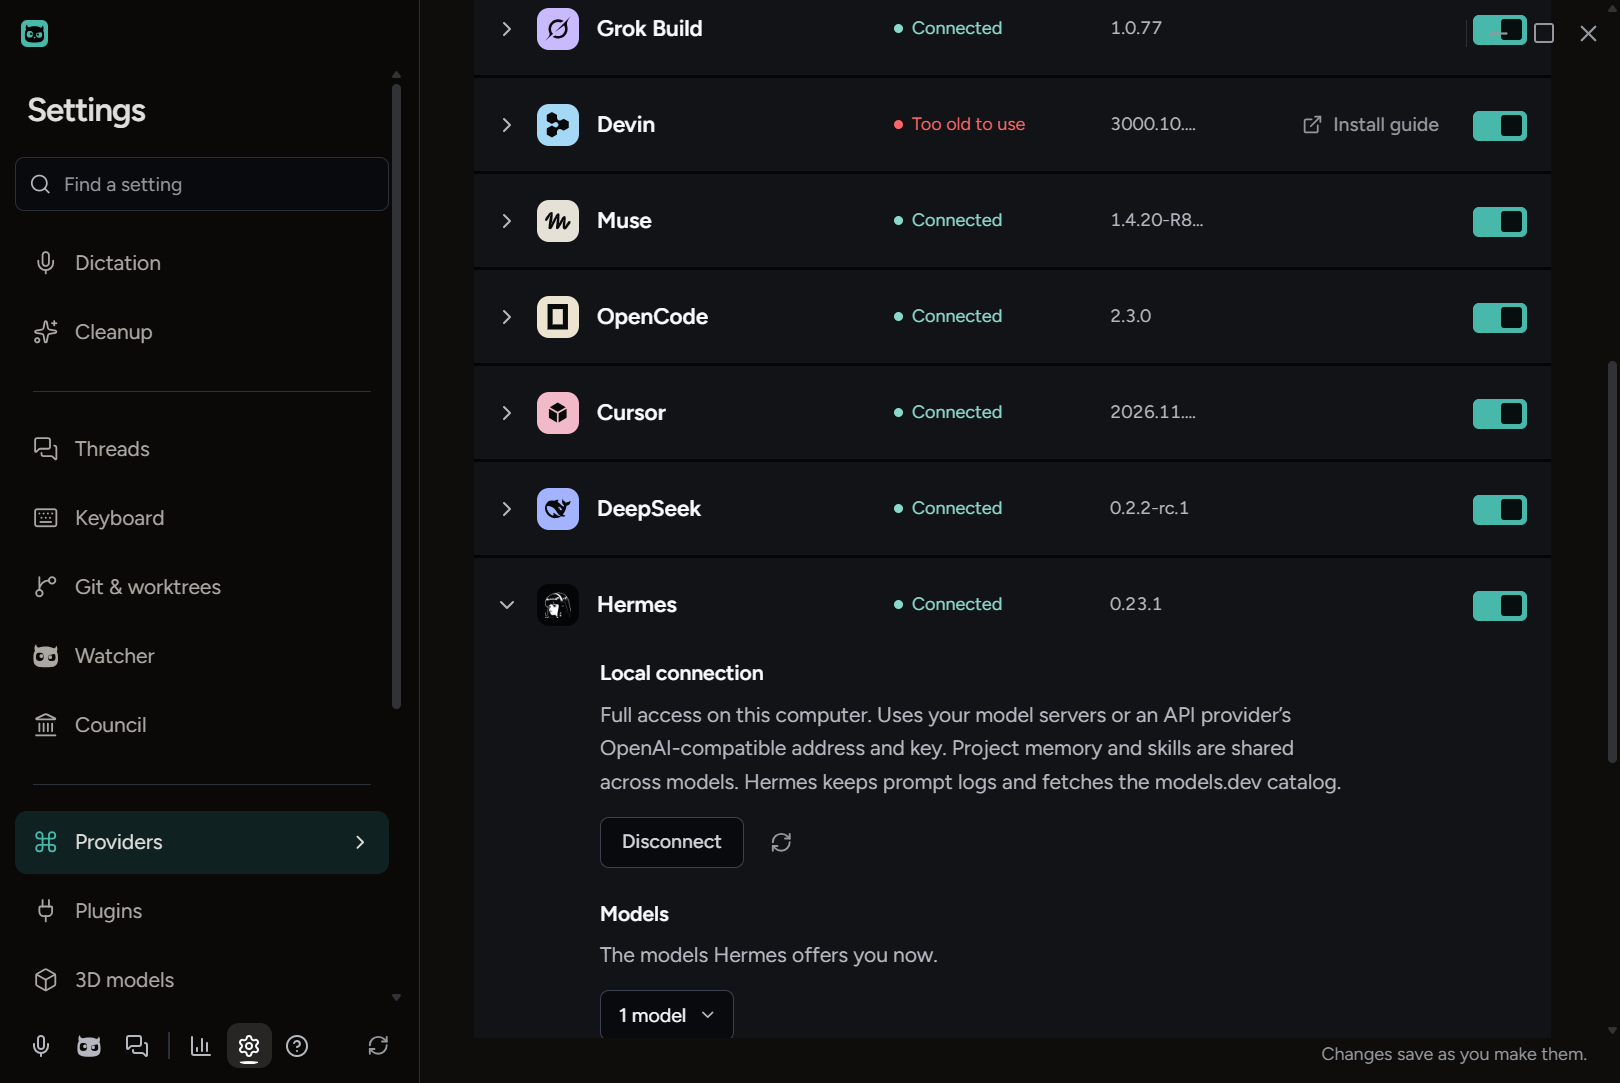 Settings
Find a setting
Dictation
Cleanup
Threads
Keyboard
Git & worktrees
Watcher
Council
Providers
Plugins
3D models
Grok Build Connected 1.0.77
Devin Too old to use 3000.10.... Install guide
Muse Connected 1.4.20-R8...
OpenCode Connected 2.3.0
Cursor Connected 2026.11....
DeepSeek Connected 0.2.2-rc.1
Hermes Connected 0.23.1
Local connection
Full access on this computer. Uses your model servers or an API provider’s
OpenAI-compatible address and key. Project memory and skills are shared
across models. Hermes keeps prompt logs and fetches the models.dev catalog.
Disconnect
Models
The models Hermes offers you now.
1 model
Changes save as you make them.